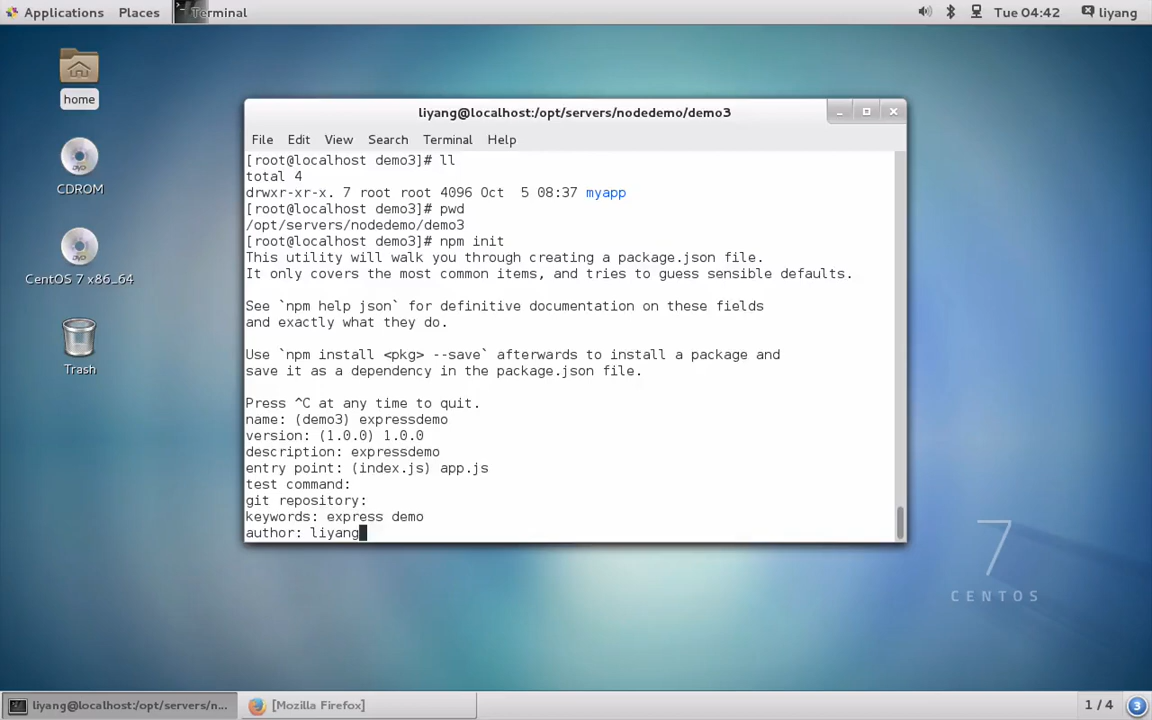 Applications Places Terminal Tue 04:42 liyang
home
CDROM
CentOS 7 x86_64
Trash
liyang@localhost:/opt/servers/nodedemo/demo3
File Edit View Search Terminal Help
[root@localhost demo3]# ll
total 4
drwxr-xr-x. 7 root root 4096 Oct  5 08:37 myapp
[root@localhost demo3]# pwd
/opt/servers/nodedemo/demo3
[root@localhost demo3]# npm init
This utility will walk you through creating a package.json file.
It only covers the most common items, and tries to guess sensible defaults.
See `npm help json` for definitive documentation on these fields
and exactly what they do.
Use `npm install <pkg> --save` afterwards to install a package and
save it as a dependency in the package.json file.
Press ^C at any time to quit.
name: (demo3) expressdemo
version: (1.0.0) 1.0.0
description: expressdemo
entry point: (index.js) app.js
test command:
git repository:
keywords: express demo
author: liyang
7
CENTOS
liyang@localhost:/opt/servers/n... [Mozilla Firefox] 1 / 4 3